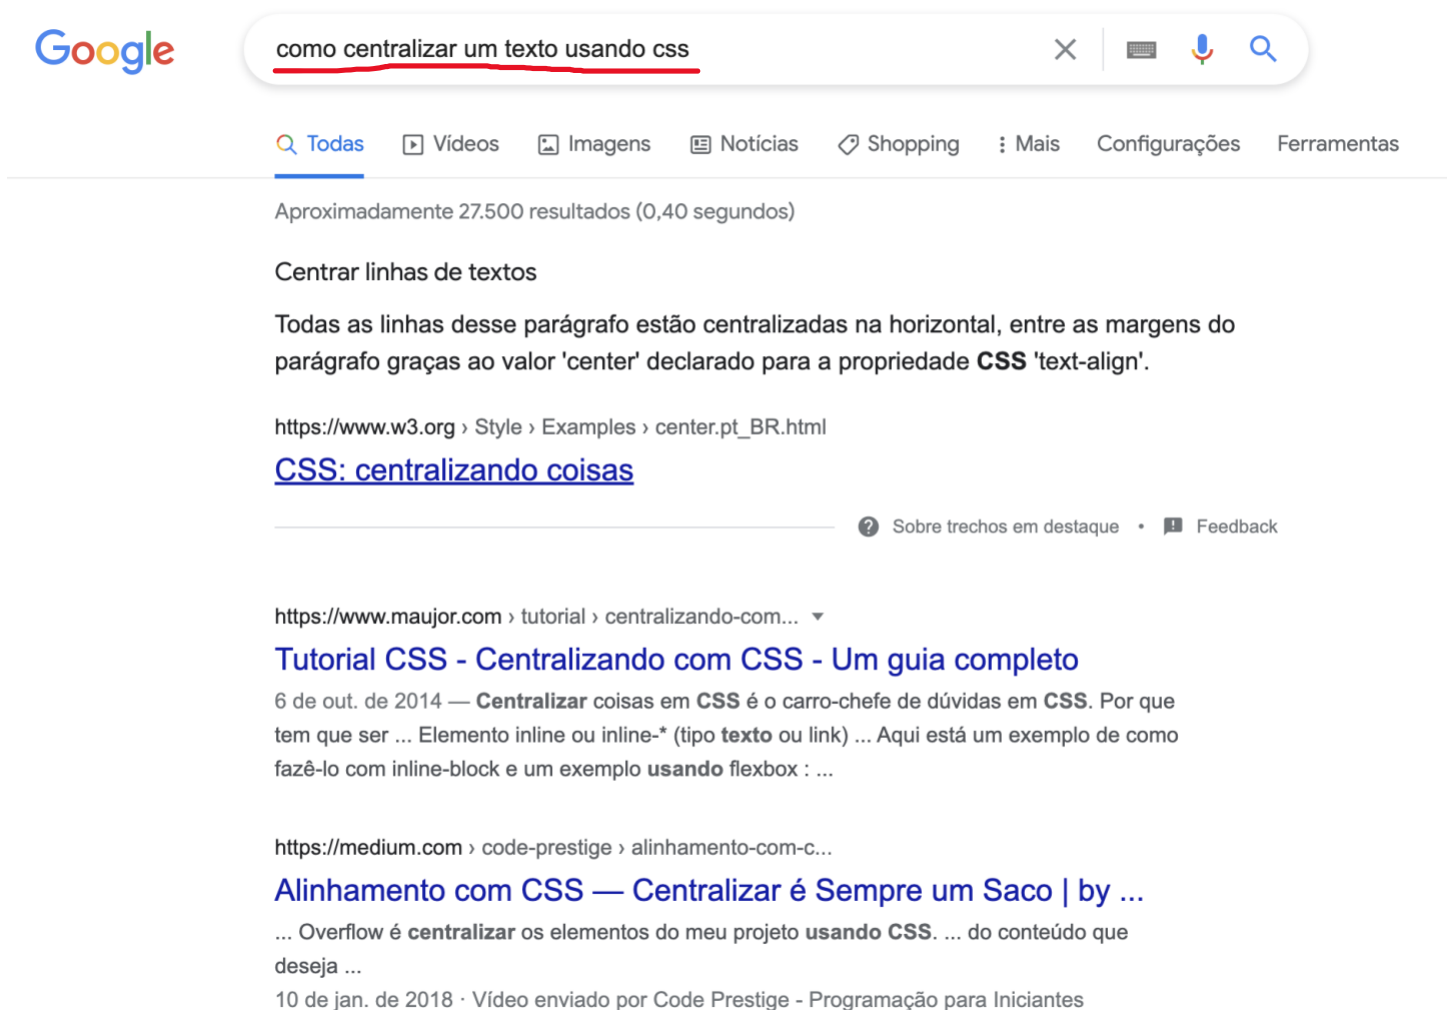 Google
como centralizar um texto usando css
Todas Vídeos Imagens Notícias Shopping Mais Configurações Ferramentas
Aproximadamente 27.500 resultados (0,40 segundos)
Centrar linhas de textos
Todas as linhas desse parágrafo estão centralizadas na horizontal, entre as margens do
parágrafo graças ao valor 'center' declarado para a propriedade CSS 'text-align'.
https://www.w3.org › Style › Examples › center.pt_BR.html
CSS: centralizando coisas
Sobre trechos em destaque • Feedback
https://www.maujor.com › tutorial › centralizando-com...
Tutorial CSS - Centralizando com CSS - Um guia completo
6 de out. de 2014 — Centralizar coisas em CSS é o carro-chefe de dúvidas em CSS. Por que
tem que ser ... Elemento inline ou inline-* (tipo texto ou link) ... Aqui está um exemplo de como
fazê-lo com inline-block e um exemplo usando flexbox : ...
https://medium.com › code-prestige › alinhamento-com-c...
Alinhamento com CSS — Centralizar é Sempre um Saco | by ...
... Overflow é centralizar os elementos do meu projeto usando CSS. ... do conteúdo que
deseja ...
10 de jan. de 2018 · Vídeo enviado por Code Prestige - Programação para Iniciantes